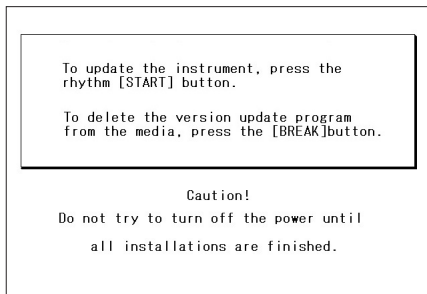 To update the instrument, press the
rhythm [START] button.
To delete the version update program
from the media, press the [BREAK]button.
Caution!
Do not try to turn off the power until
all installations are finished.